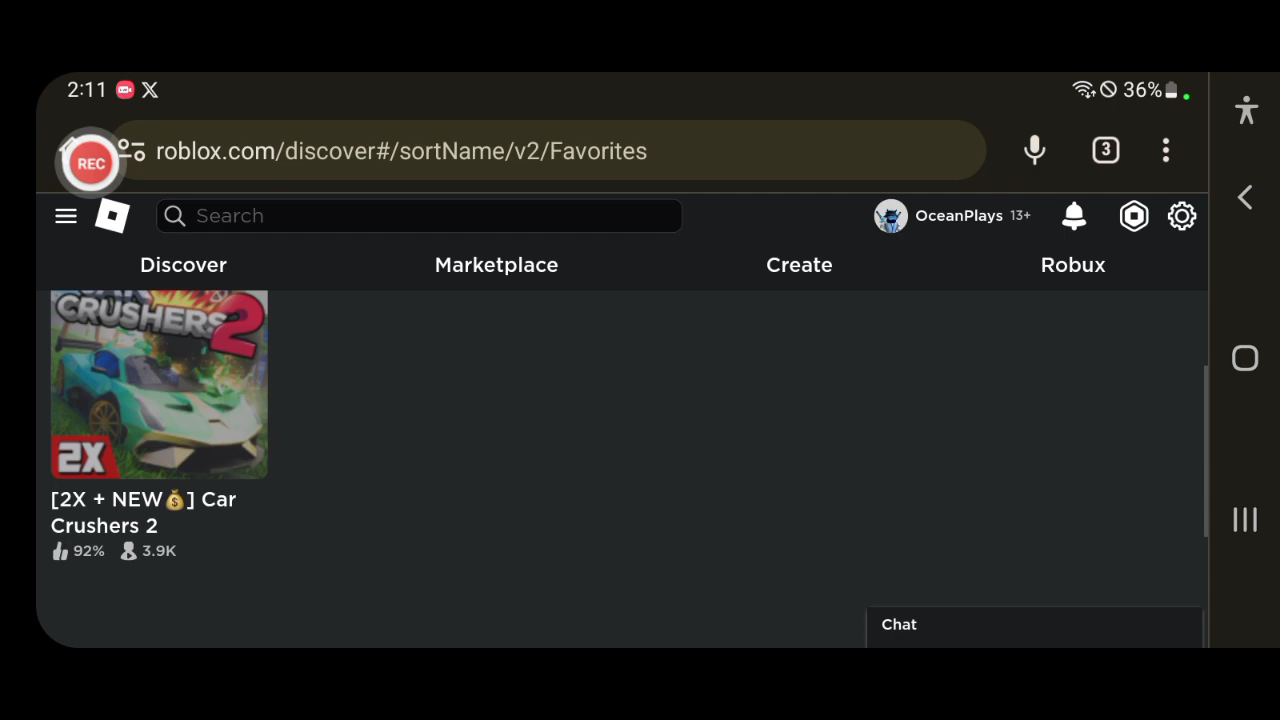 2:11 36%
REC roblox.com/discover#/sortName/v2/Favorites 3
Search OceanPlays 13+
Discover Marketplace Create Robux
CRUSHERS 2
2X
[2X + NEW💰] Car
Crushers 2
92% 3.9K
Chat